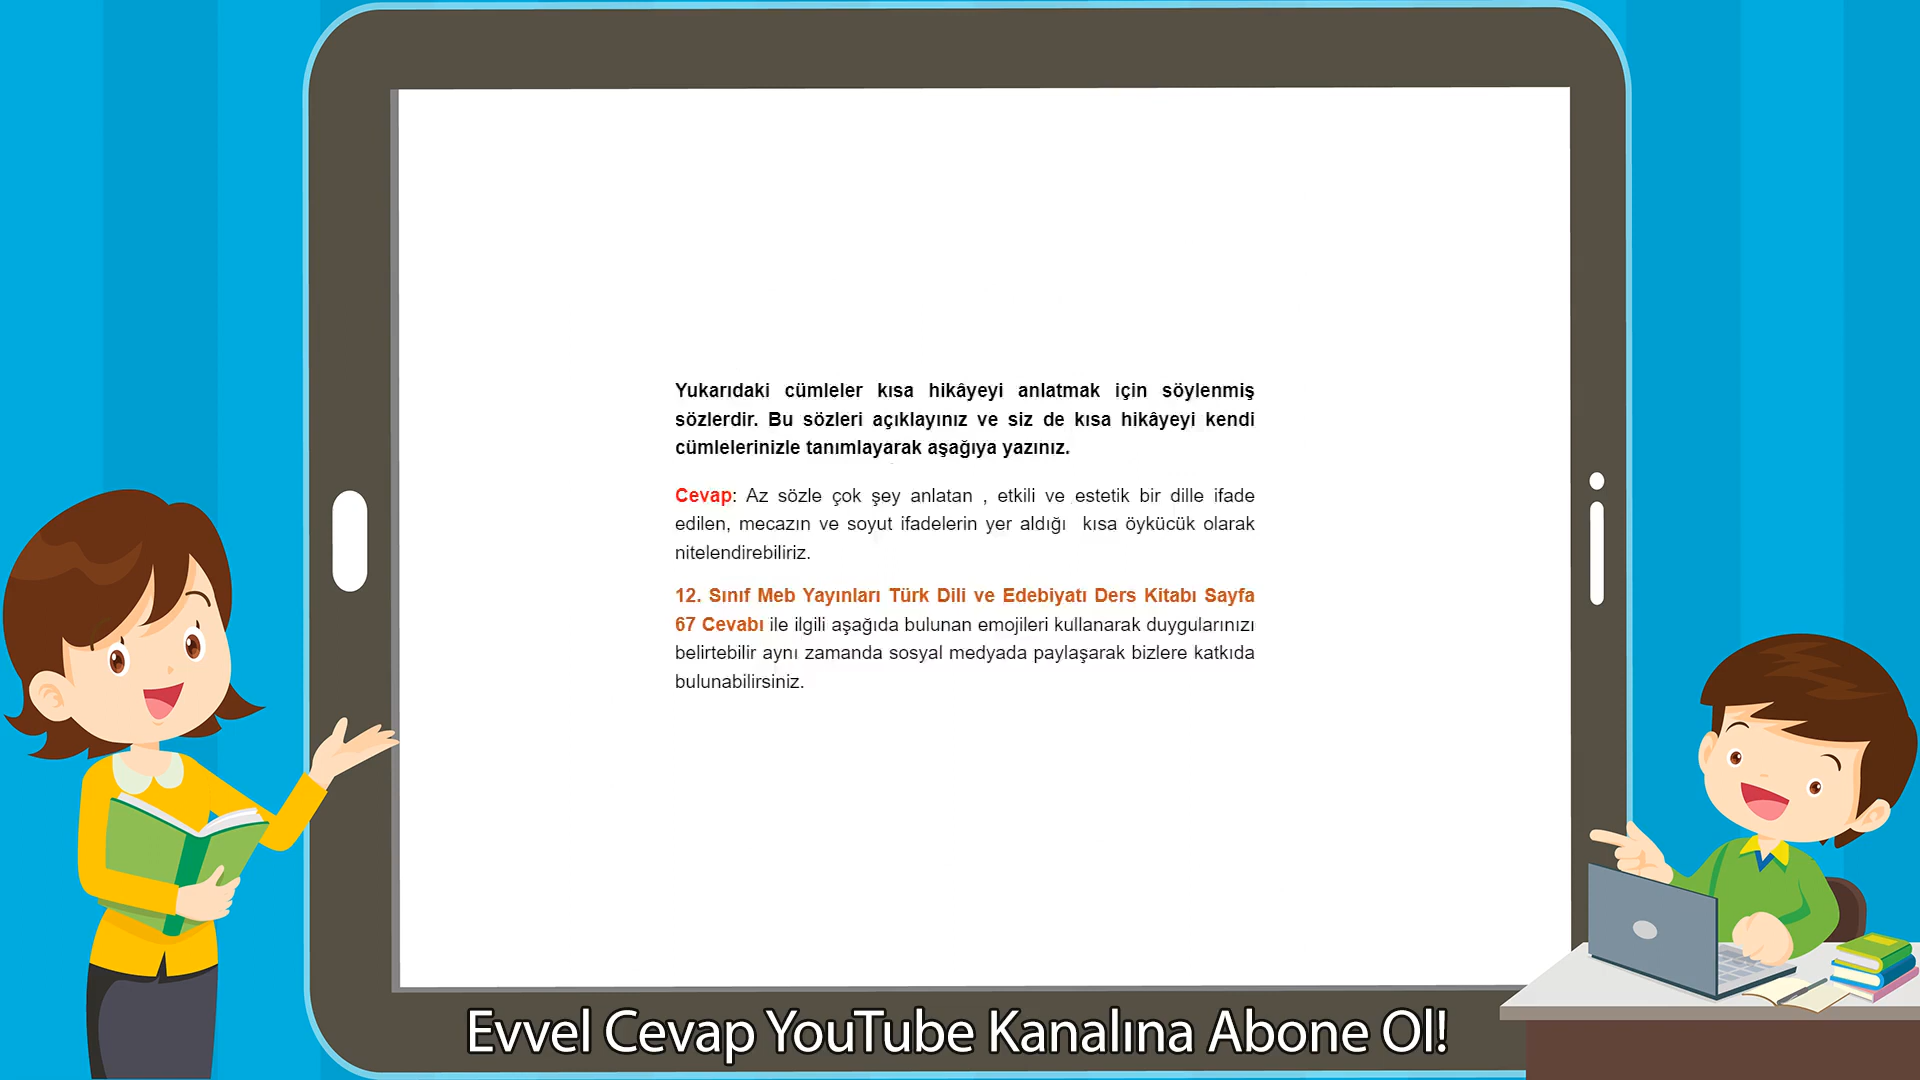 Yukarıdaki cümleler kısa hikâyeyi anlatmak için söylenmiş
sözlerdir. Bu sözleri açıklayınız ve siz de kısa hikâyeyi kendi
cümlelerinizle tanımlayarak aşağıya yazınız.
Cevap: Az sözle çok şey anlatan , etkili ve estetik bir dille ifade
edilen, mecazın ve soyut ifadelerin yer aldığı kısa öykücük olarak
nitelendirebiliriz.
12. Sınıf Meb Yayınları Türk Dili ve Edebiyatı Ders Kitabı Sayfa
67 Cevabı ile ilgili aşağıda bulunan emojileri kullanarak duygularınızı
belirtebilir aynı zamanda sosyal medyada paylaşarak bizlere katkıda
bulunabilirsiniz.
Evvel Cevap YouTube Kanalına Abone Ol!